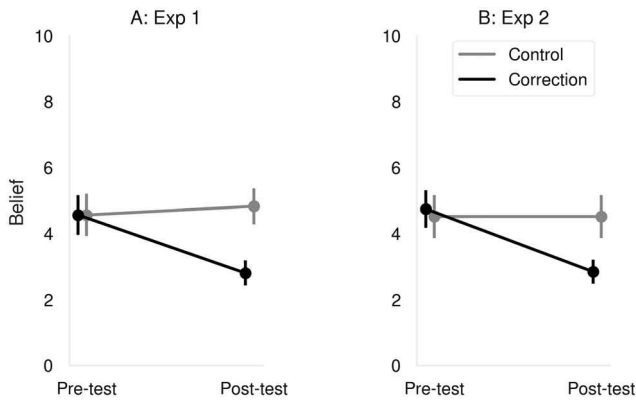 A: Exp 1
10
8
6
4
2
0
Belief
Pre-test
Post-test
B: Exp 2
10
8
6
4
2
0
Control
Correction
Pre-test
Post-test